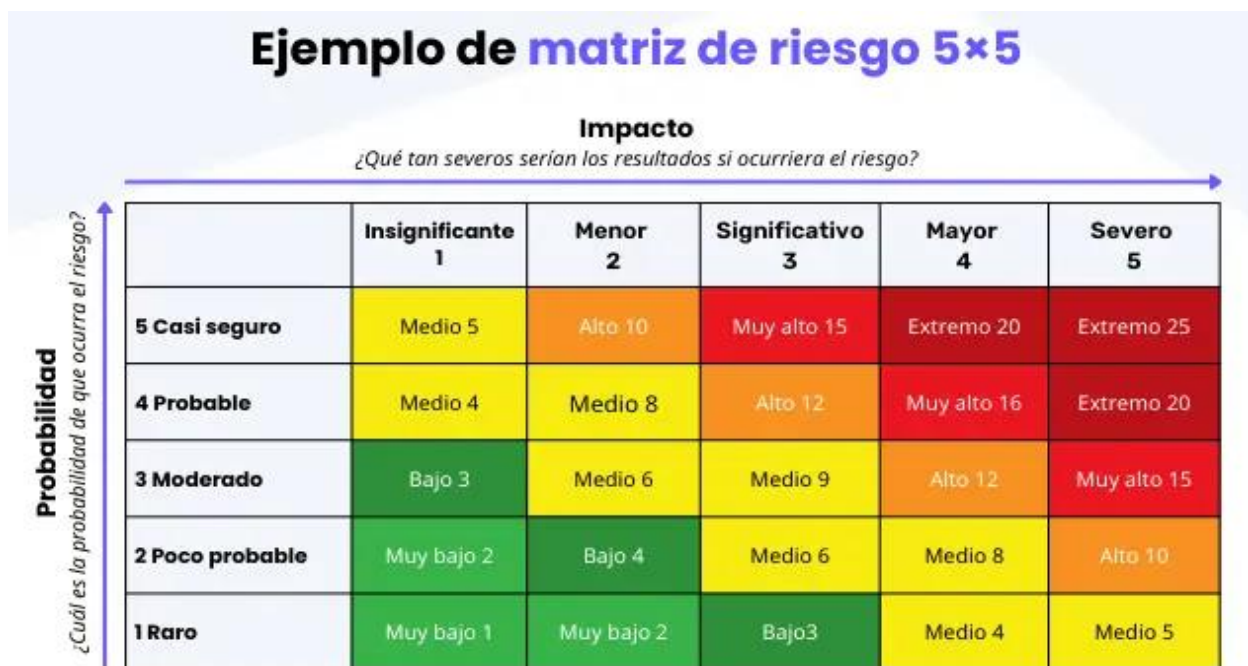 Ejemplo de matriz de riesgo 5×5
Impacto
¿Qué tan severos serían los resultados si ocurriera el riesgo?
Probabilidad
¿Cuál es la probabilidad de que ocurra el riesgo?
Insignificante Menor Significativo Mayor Severo
1 2 3 4 5
5 Casi seguro Medio 5 Alto 10 Muy alto 15 Extremo 20 Extremo 25
4 Probable Medio 4 Medio 8 Alto 12 Muy alto 16 Extremo 20
3 Moderado Bajo 3 Medio 6 Medio 9 Alto 12 Muy alto 15
2 Poco probable Muy bajo 2 Bajo 4 Medio 6 Medio 8 Alto 10
1 Raro Muy bajo 1 Muy bajo 2 Bajo3 Medio 4 Medio 5